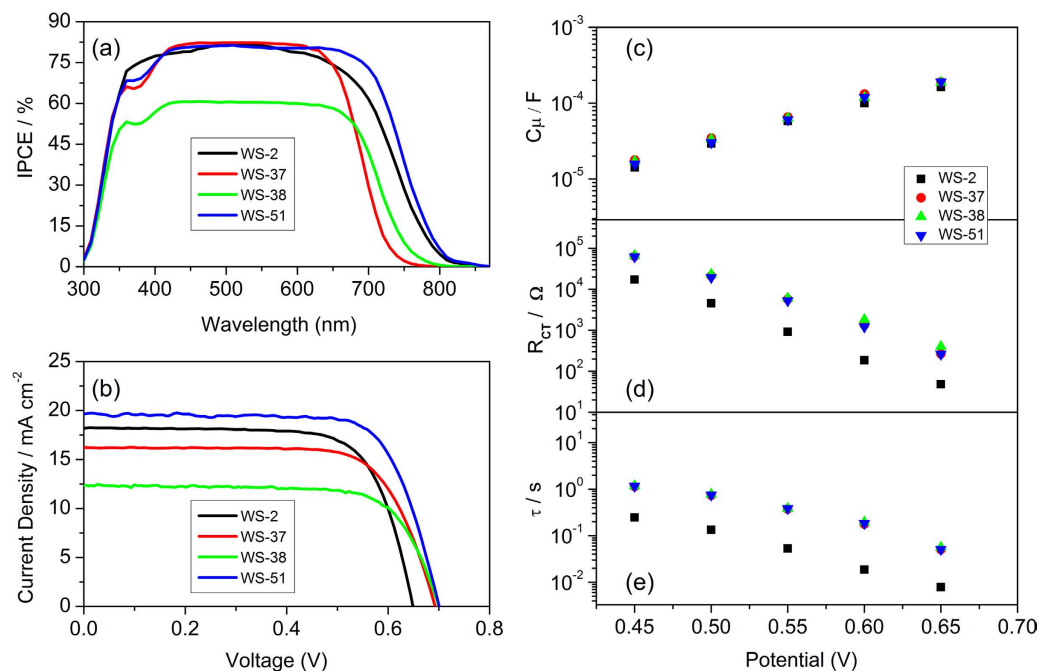 (a)
IPCE / %
90
75
60
45
30
15
0
WS-2
WS-37
WS-38
WS-51
300 400 500 600 700 800
Wavelength (nm)
(b)
Current Density / mA cm⁻²
25
20
15
10
5
0
WS-2
WS-37
WS-38
WS-51
0.0 0.2 0.4 0.6 0.8
Voltage (V)
(c)
Cμ / F
10⁻³
10⁻⁴
10⁻⁵
WS-2
WS-37
WS-38
WS-51
R_CT / Ω
10⁵
10⁴
10³
10²
10¹
(d)
τ / s
10¹
10⁰
10⁻¹
10⁻²
(e)
0.45 0.50 0.55 0.60 0.65 0.70
Potential (V)